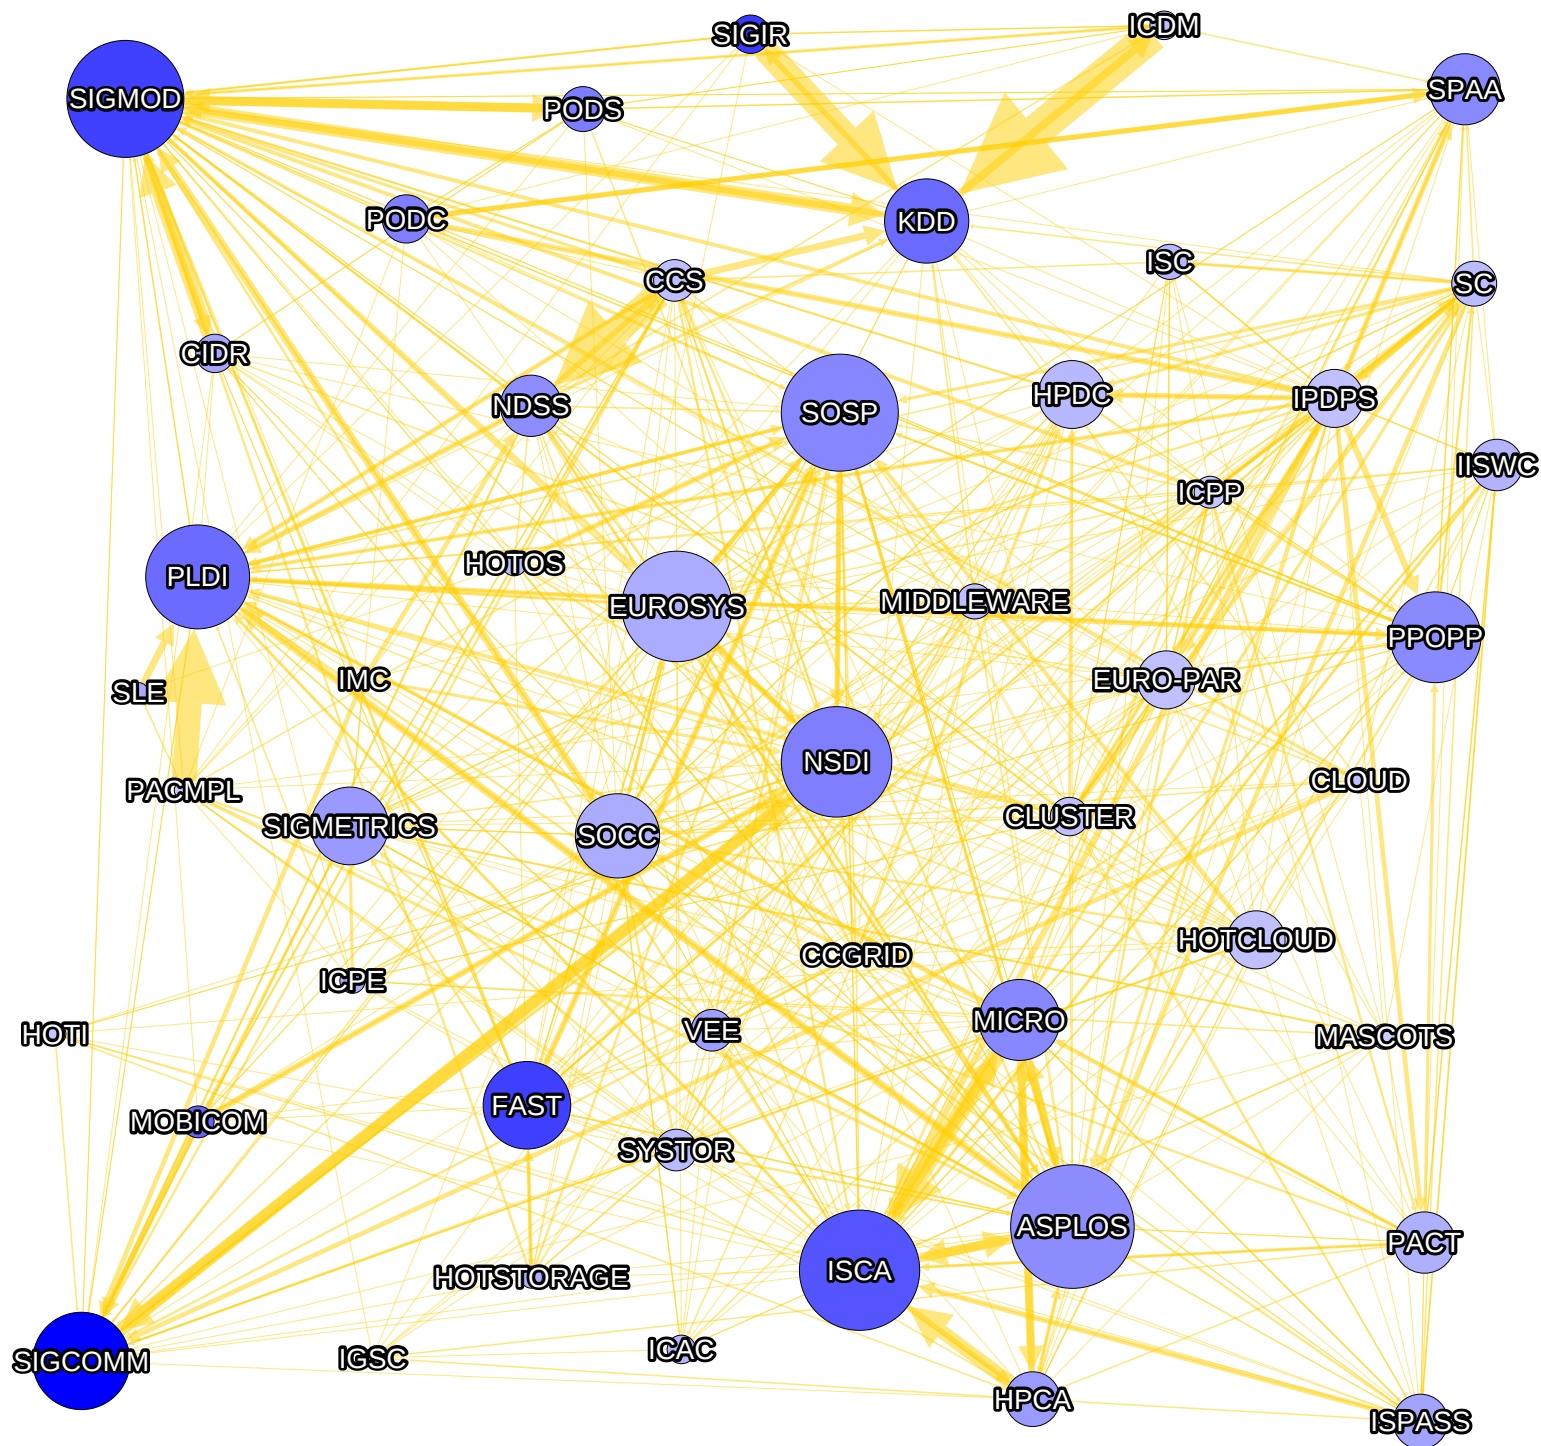 SIGIR
ICDM
SIGMOD
PODS
SPAA
PODC
KDD
CCS
ISC
SC
CIDR
NDSS
SOSP
HPDC
IPDPS
IISWC
ICPP
HOTOS
PLDI
EUROSYS
MIDDLEWARE
PPOPP
SLE
IMC
EURO-PAR
PACMPL
NSDI
CLOUD
SIGMETRICS
SOCC
CLUSTER
HOTCLOUD
CCGRID
ICPE
HOTI
VEE
MICRO
MASCOTS
MOBICOM
FAST
SYSTOR
ASPLOS
PACT
HOTSTORAGE
ISCA
SIGCOMM
IGSC
ICAC
HPCA
ISPASS